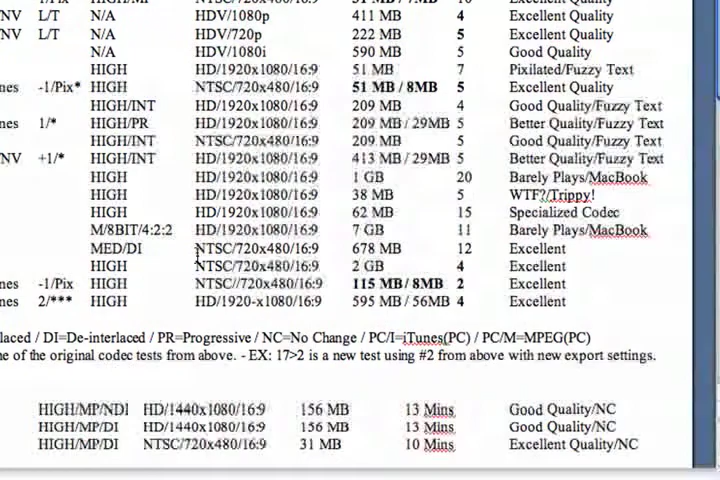 NV L/T N/A HDV/1080p 411 MB 4 Excellent Quality
NV L/T N/A HDV/720p 222 MB 5 Excellent Quality
N/A HDV/1080i 590 MB 5 Good Quality
HIGH HD/1920x1080/16:9 51 MB 7 Pixilated/Fuzzy Text
nes -1/Pix* HIGH NTSC/720x480/16:9 51 MB / 8MB 5 Excellent Quality
HIGH/INT HD/1920x1080/16:9 209 MB 4 Good Quality/Fuzzy Text
nes 1/* HIGH/PR HD/1920x1080/16:9 209 MB / 29MB 5 Better Quality/Fuzzy Text
HIGH/INT NTSC/720x480/16:9 209 MB 5 Good Quality/Fuzzy Text
NV +1/* HIGH/INT HD/1920x1080/16:9 413 MB / 29MB 5 Better Quality/Fuzzy Text
HIGH HD/1920x1080/16:9 1 GB 20 Barely Plays/MacBook
HIGH HD/1920x1080/16:9 38 MB 5 WTF?/Trippy!
HIGH HD/1920x1080/16:9 62 MB 15 Specialized Codec
M/8BIT/4:2:2 HD/1920x1080/16:9 7 GB 11 Barely Plays/MacBook
MED/DI NTSC/720x480/16:9 678 MB 12 Excellent
HIGH NTSC/720x480/16:9 2 GB 4 Excellent
nes -1/Pix HIGH NTSC//720x480/16:9 115 MB/ 8MB 2 Excellent
nes 2/*** HIGH HD/1920-x1080/16:9 595 MB / 56MB 4 Excellent
laced / DI=De-interlaced / PR=Progressive / NC=No Change / PC/I=iTunes(PC) / PC/M=MPEG(PC)
ne of the original codec tests from above. - EX: 17>2 is a new test using #2 from above with new export settings.
HIGH/MP/NDI HD/1440x1080/16:9 156 MB 13 Mins Good Quality/NC
HIGH/MP/DI HD/1440x1080/16:9 156 MB 13 Mins Good Quality/NC
HIGH/MP/DI NTSC/720x480/16:9 31 MB 10 Mins Excellent Quality/NC